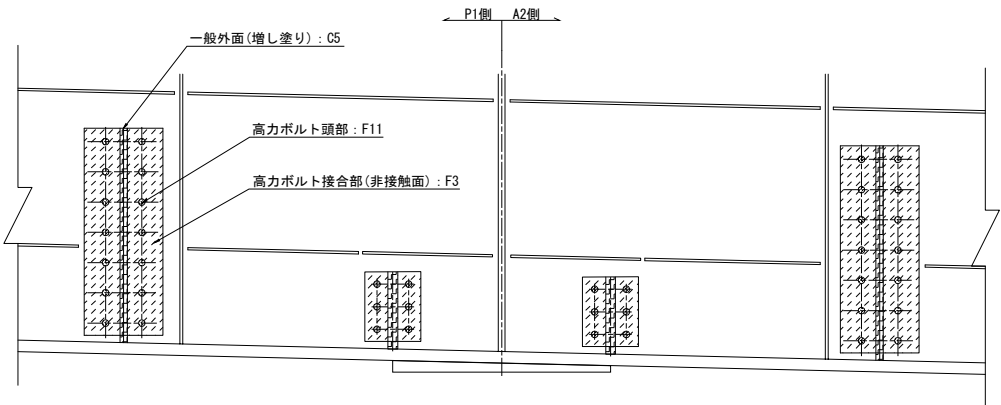 P1側 A2側
一般外面(増し塗り) : C5
高力ボルト頭部 : F11
高力ボルト接合部(非接触面) : F3